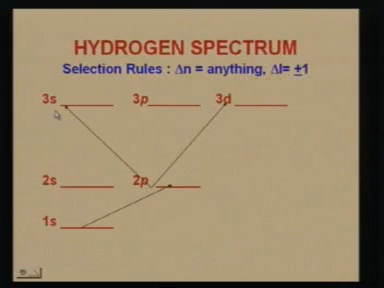 HYDROGEN SPECTRUM
Selection Rules : Δn = anything, Δl= ±1
3s 3p 3d
2s 2p
1s